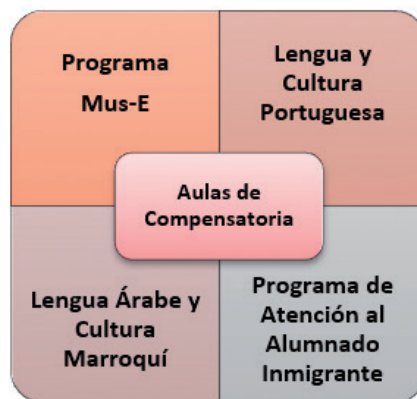 Programa
Mus-E
Lengua y
Cultura
Portuguesa
Aulas de
Compensatoria
Lengua Árabe y
Cultura
Marroquí
Programa de
Atención al
Alumnado
Inmigrante